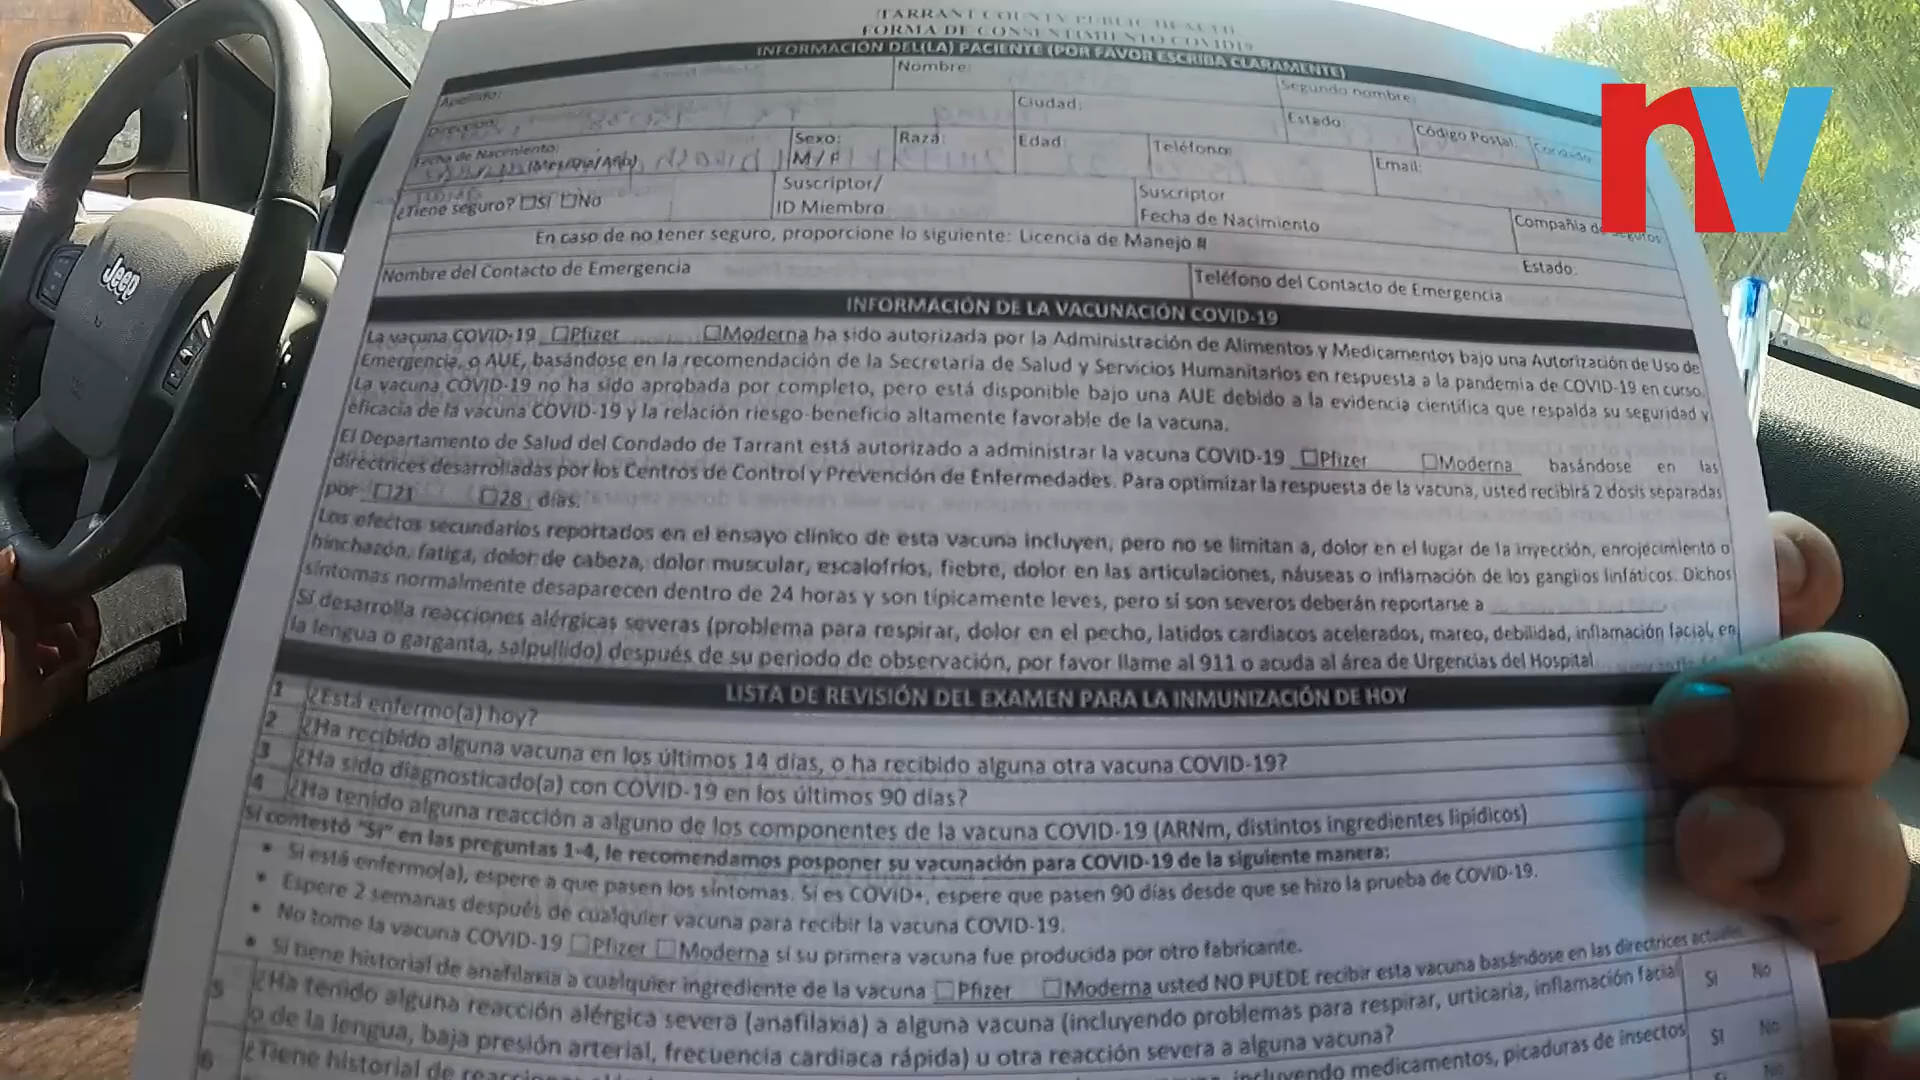 TARRANT COUNTY PUBLIC HEALTH
FORMA DE CONSENTIMIENTO COVID19
INFORMACIÓN DEL(LA) PACIENTE (POR FAVOR ESCRIBA CLARAMENTE)
Apellido: Nombre: Segundo nombre:
Dirección: Ciudad: Estado: Código Postal: Condado:
Fecha de Nacimiento: (Mes/Día/Año) Sexo: M/F Raza: Edad: Teléfono: Email:
¿Tiene seguro? ☐Sí ☐No Suscriptor/ ID Miembro Suscriptor Fecha de Nacimiento Compañia de Seguros
En caso de no tener seguro, proporcione lo siguiente: Licencia de Manejo # Estado:
Nombre del Contacto de Emergencia Teléfono del Contacto de Emergencia
INFORMACIÓN DE LA VACUNACIÓN COVID-19
La vacuna COVID-19 ☐Pfizer ☐Moderna ha sido autorizada por la Administración de Alimentos y Medicamentos bajo una Autorización de Uso de
Emergencia, o AUE, basándose en la recomendación de la Secretaría de Salud y Servicios Humanitarios en respuesta a la pandemia de COVID-19 en curso.
La vacuna COVID-19 no ha sido aprobada por completo, pero está disponible bajo una AUE debido a la evidencia científica que respalda su seguridad y
eficacia de la vacuna COVID-19 y la relación riesgo-beneficio altamente favorable de la vacuna.
El Departamento de Salud del Condado de Tarrant está autorizado a administrar la vacuna COVID-19 ☐Pfizer ☐Moderna basándose en las
directrices desarrolladas por los Centros de Control y Prevención de Enfermedades. Para optimizar la respuesta de la vacuna, usted recibirá 2 dosis separadas
por ☐21 ☐28 días.
Los efectos secundarios reportados en el ensayo clínico de esta vacuna incluyen, pero no se limitan a, dolor en el lugar de la inyección, enrojecimiento o
hinchazón, fatiga, dolor de cabeza, dolor muscular, escalofríos, fiebre, dolor en las articulaciones, náuseas o inflamación de los ganglios linfáticos. Dichos
síntomas normalmente desaparecen dentro de 24 horas y son típicamente leves, pero si son severos deberán reportarse a
Si desarrolla reacciones alérgicas severas (problema para respirar, dolor en el pecho, latidos cardiacos acelerados, mareo, debilidad, inflamación facial, en
la lengua o garganta, salpullido) después de su periodo de observación, por favor llame al 911 o acuda al área de Urgencias del Hospital
LISTA DE REVISIÓN DEL EXAMEN PARA LA INMUNIZACIÓN DE HOY
1 ¿Está enfermo(a) hoy?
2 ¿Ha recibido alguna vacuna en los últimos 14 días, o ha recibido alguna otra vacuna COVID-19?
3 ¿Ha sido diagnosticado(a) con COVID-19 en los últimos 90 días?
4 ¿Ha tenido alguna reacción a alguno de los componentes de la vacuna COVID-19 (ARNm, distintos ingredientes lipídicos)
Si contestó "Sí" en las preguntas 1-4, le recomendamos posponer su vacunación para COVID-19 de la siguiente manera:
• Si está enfermo(a), espere a que pasen los síntomas. Si es COVID+, espere que pasen 90 días desde que se hizo la prueba de COVID-19.
• Espere 2 semanas después de cualquier vacuna para recibir la vacuna COVID-19.
• No tome la vacuna COVID-19 ☐Pfizer ☐Moderna si su primera vacuna fue producida por otro fabricante.
• Si tiene historial de anafilaxia a cualquier ingrediente de la vacuna ☐Pfizer ☐Moderna usted NO PUEDE recibir esta vacuna basándose en las directrices
5 ¿Ha tenido alguna reacción alérgica severa (anafilaxia) a alguna vacuna (incluyendo problemas para respirar, urticaria, inflamación facial Si No
o de la lengua, baja presión arterial, frecuencia cardiaca rápida) u otra reacción severa a alguna vacuna?
6 ¿Tiene historial de incluyendo medicamentos, picaduras de insectos Si No
nv
Jeep